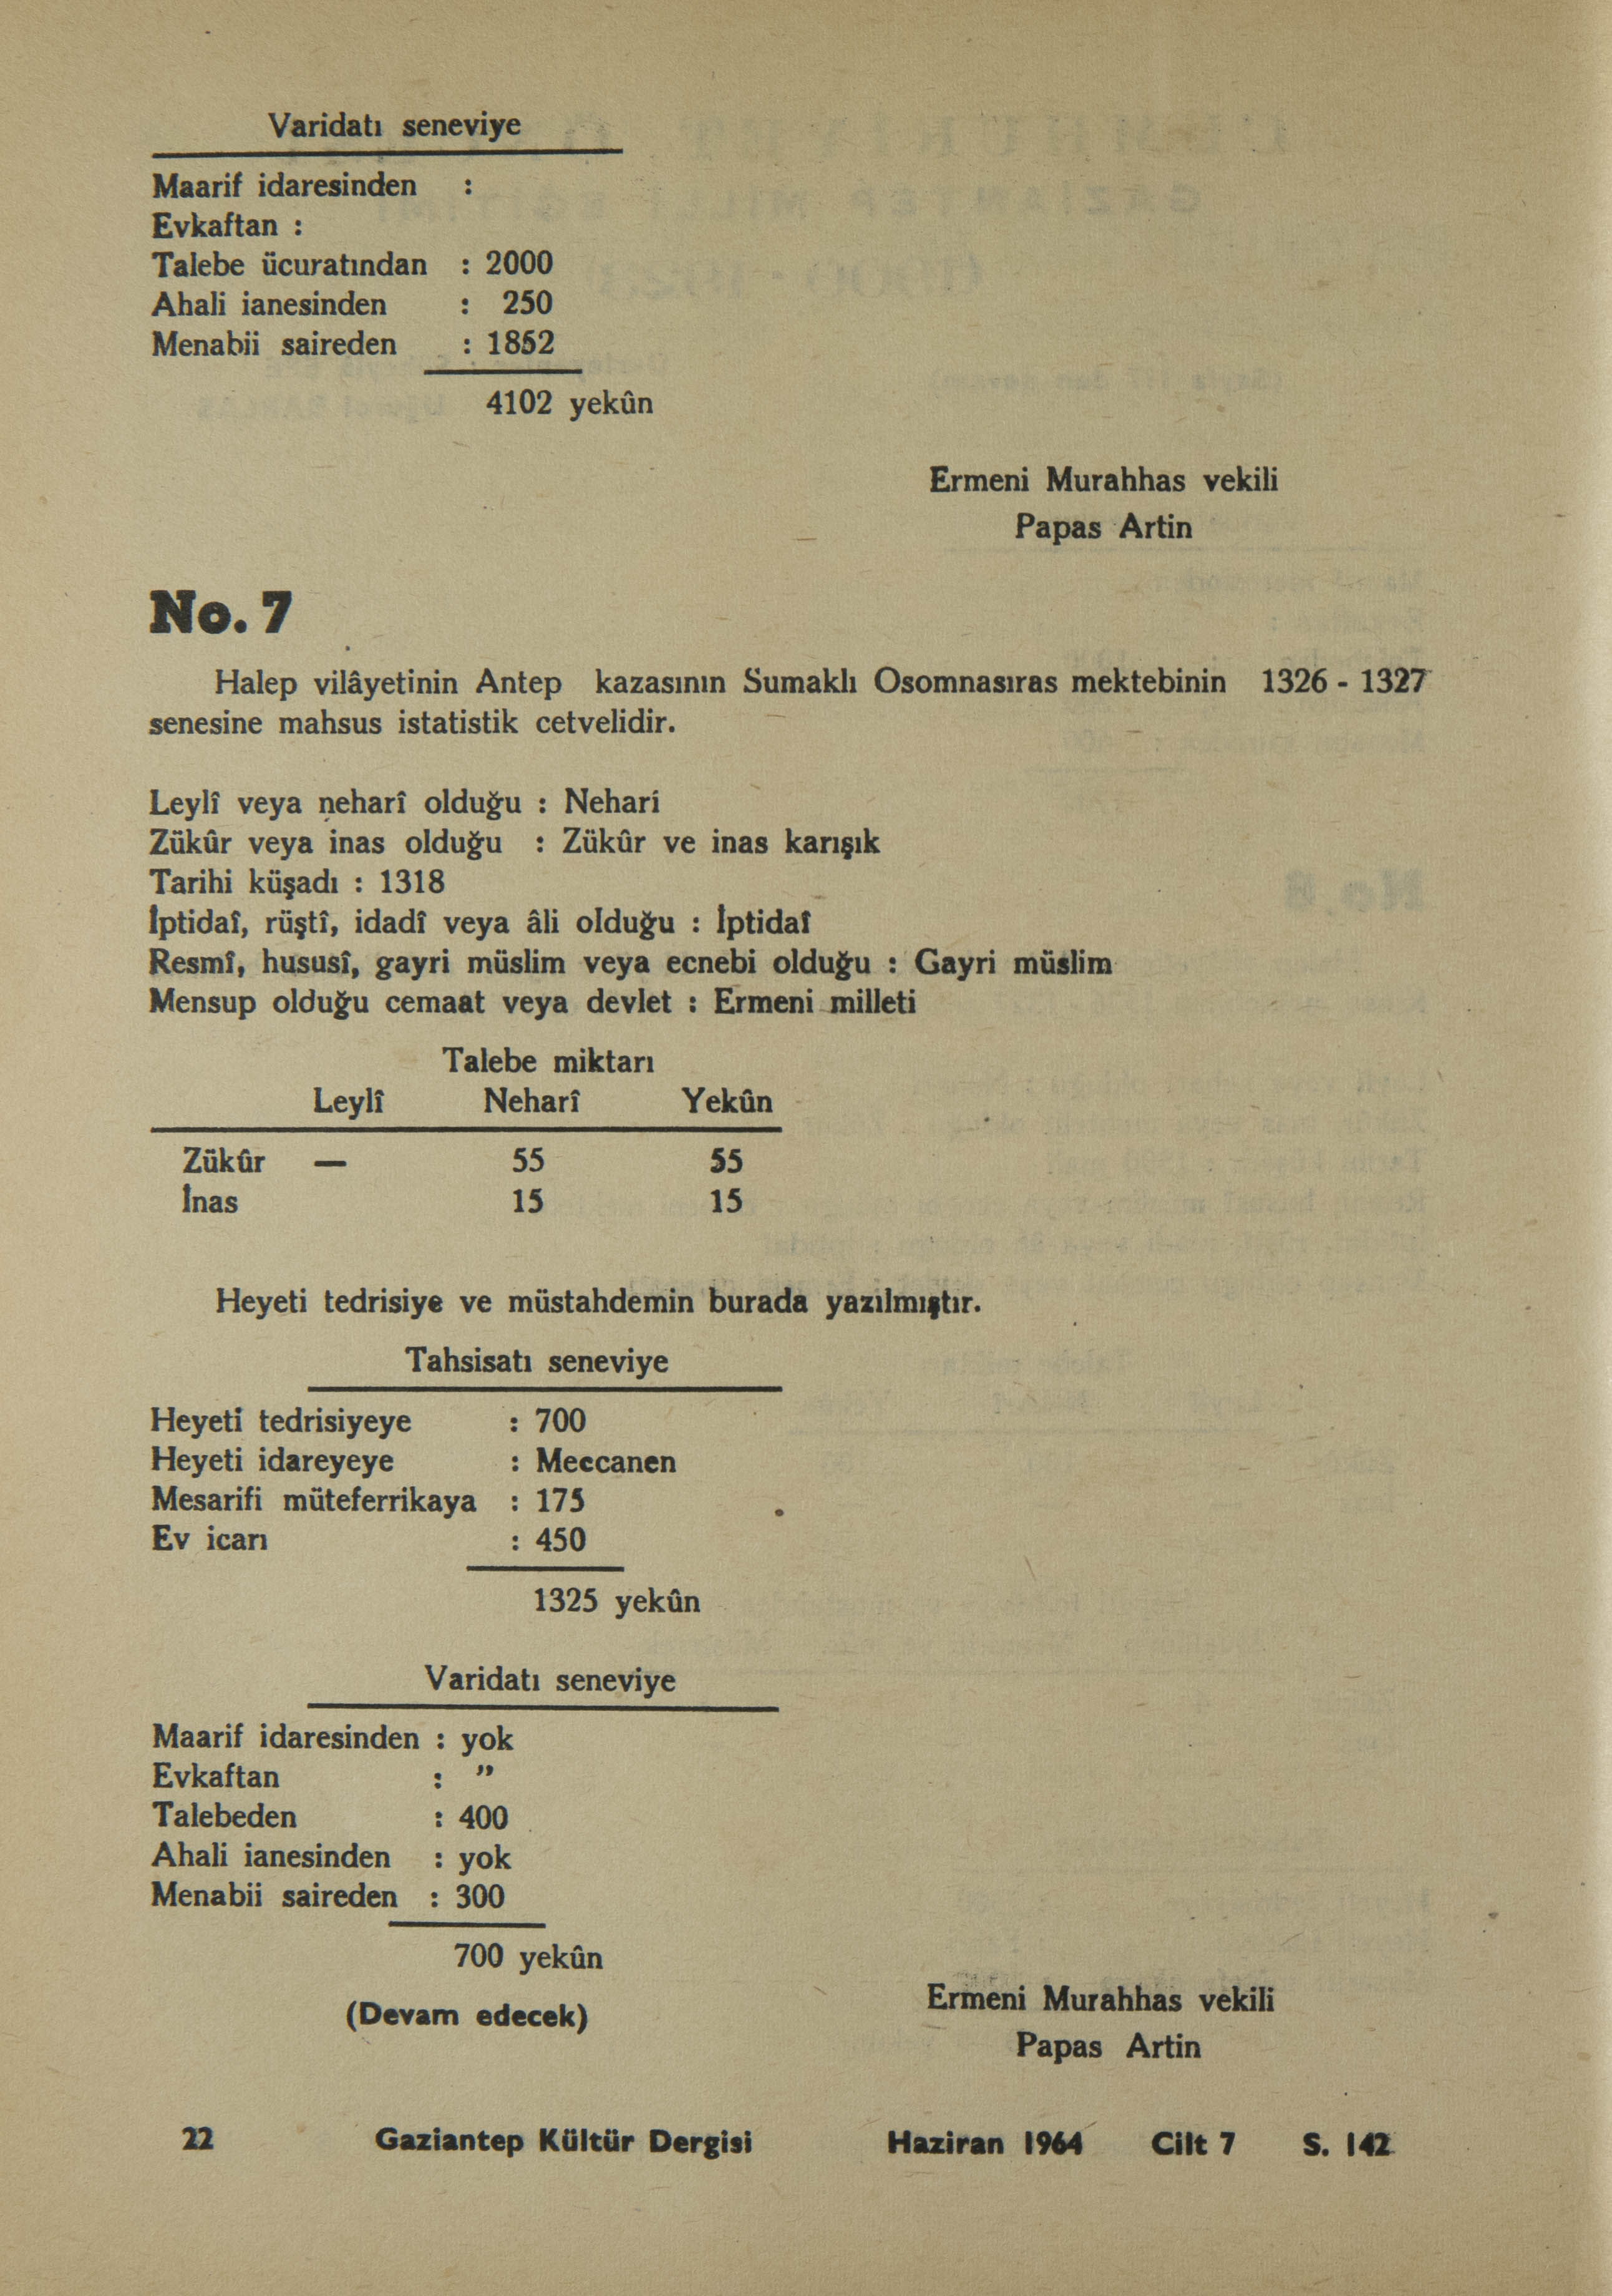 Varidatı seneviye
Maarif idaresinden :
Evkaftan :
Talebe ücuratından : 2000
Ahali ianesinden : 250
Menabii saireden : 1852
4102 yekûn
Ermeni Murahhas vekili
Papas Artin
No. 7
Halep vilâyetinin Antep kazasının Sumaklı Osomnasıras mektebinin 1326 - 1327
senesine mahsus istatistik cetvelidir.
Leylî veya neharî olduğu : Nehari
Zükûr veya inas olduğu : Zükûr ve inas karışık
Tarihi küşadı : 1318
İptidaî, rüştî, idadî veya âli olduğu : İptidaî
Resmî, hususî, gayri müslim veya ecnebi olduğu : Gayri müslim
Mensup olduğu cemaat veya devlet : Ermeni milleti
Talebe miktarı
Leylî Neharî Yekûn
Zükûr — 55 55
İnas 15 15
Heyeti tedrisiye ve müstahdemin burada yazılmıştır.
Tahsisatı seneviye
Heyeti tedrisiyeye : 700
Heyeti idareyeye : Meccanen
Mesarifi müteferrikaya : 175
Ev icarı : 450
1325 yekûn
Varidatı seneviye
Maarif idaresinden : yok
Evkaftan : ”
Talebeden : 400
Ahali ianesinden : yok
Menabii saireden : 300
700 yekûn
(Devam edecek)
Ermeni Murahhas vekili
Papas Artin
22 Gaziantep Kültür Dergisi Haziran 1964 Cilt 7 S. 142